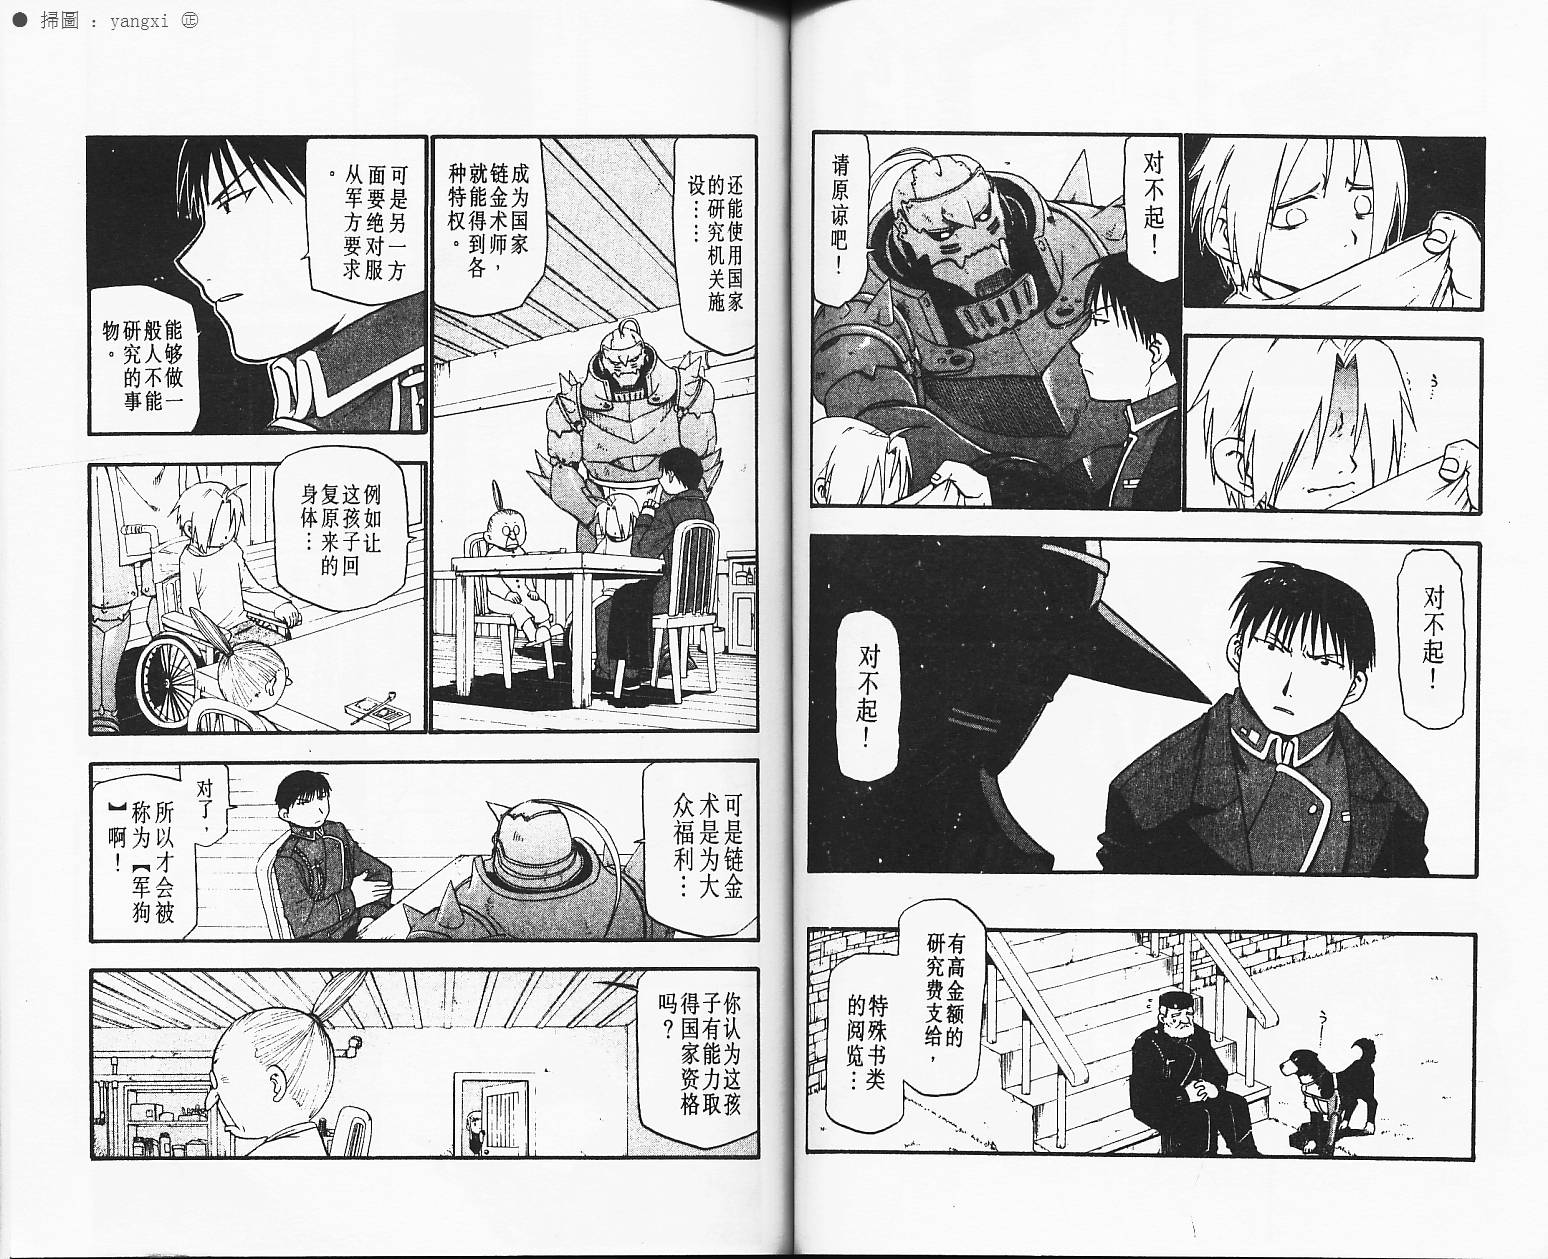 ● 掃圖 : yangxi ㊣
对不起！
请原谅吧！
う…
对不起！
对不起！
有高金额的
研究费支给，
特殊书类
的阅览…
う
还能使用国家
的研究机关施
设……
成为国家
链金术师，
就能得到各
种特权。
可是另一方
面要绝对服
从军方要求
。
能够做一
般人不能
研究的事
物。
例如让
这孩子回
复原来的
身体…
可是链金
术是为大
众福利…
对了，
所以才会被
称为【军狗
】啊！
你认为这孩
子有能力取
得国家资格
吗？